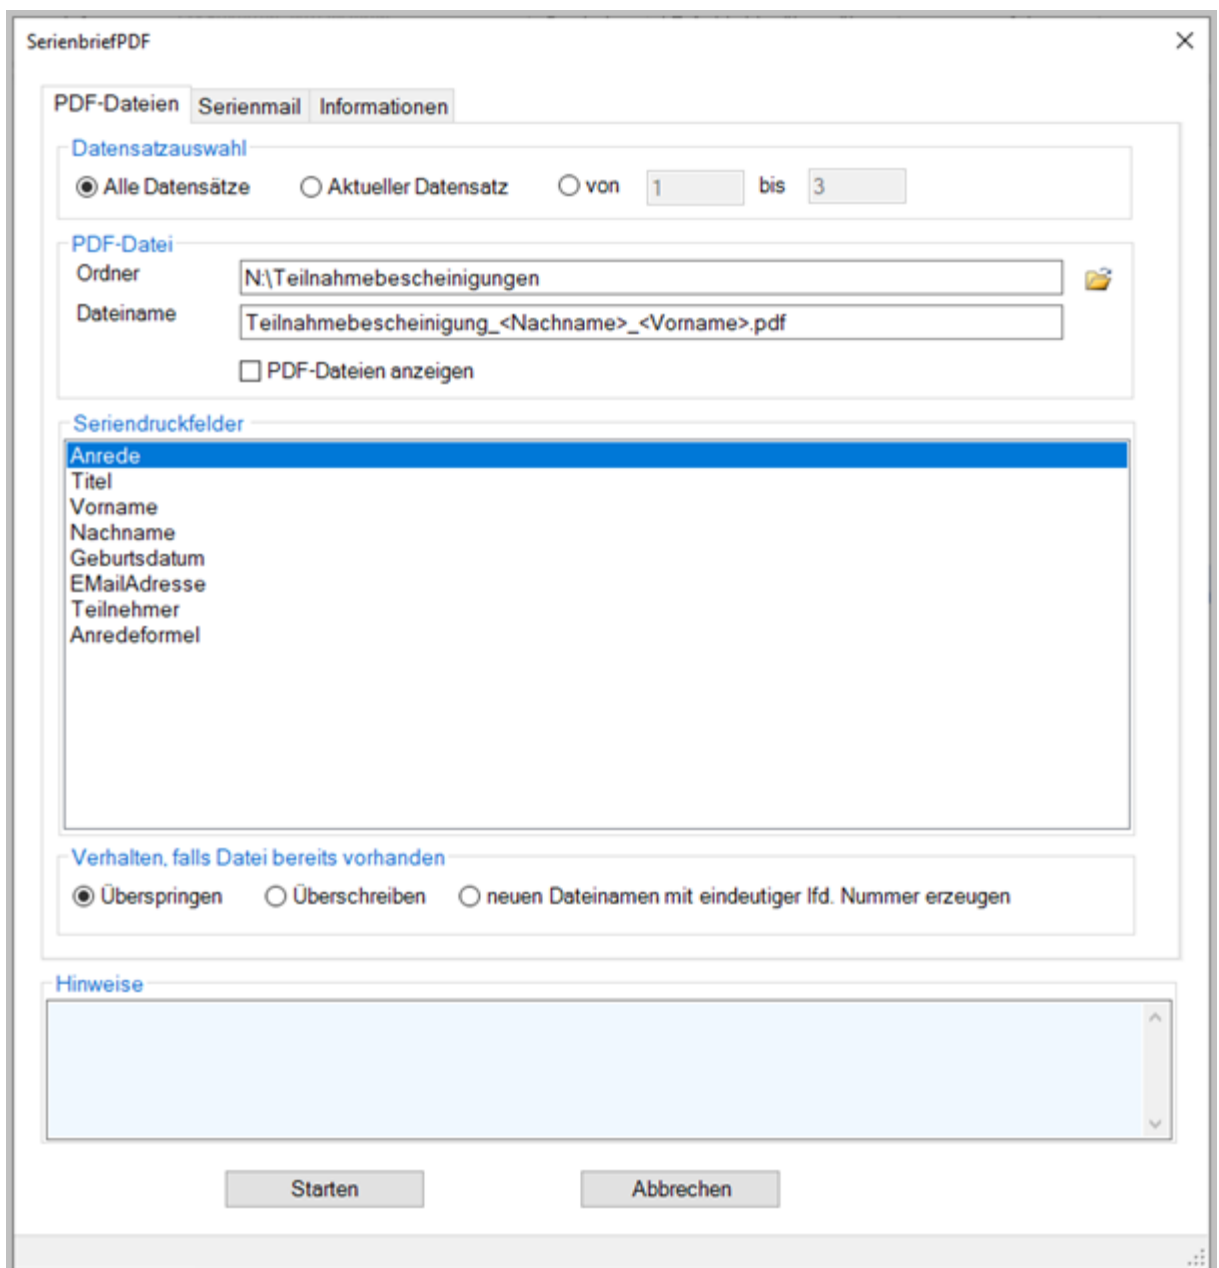 SerienbriefPDF
PDF-Dateien Serienmail Informationen
Datensatzauswahl
Alle Datensätze Aktueller Datensatz von 1 bis 3
PDF-Datei
Ordner N:\Teilnahmebescheinigungen
Dateiname Teilnahmebescheinigung_<Nachname>_<Vorname>.pdf
PDF-Dateien anzeigen
Seriendruckfelder
Anrede
Titel
Vorname
Nachname
Geburtsdatum
EMailAdresse
Teilnehmer
Anredeformel
Verhalten, falls Datei bereits vorhanden
Überspringen Überschreiben neuen Dateinamen mit eindeutiger lfd. Nummer erzeugen
Hinweise
Starten Abbrechen